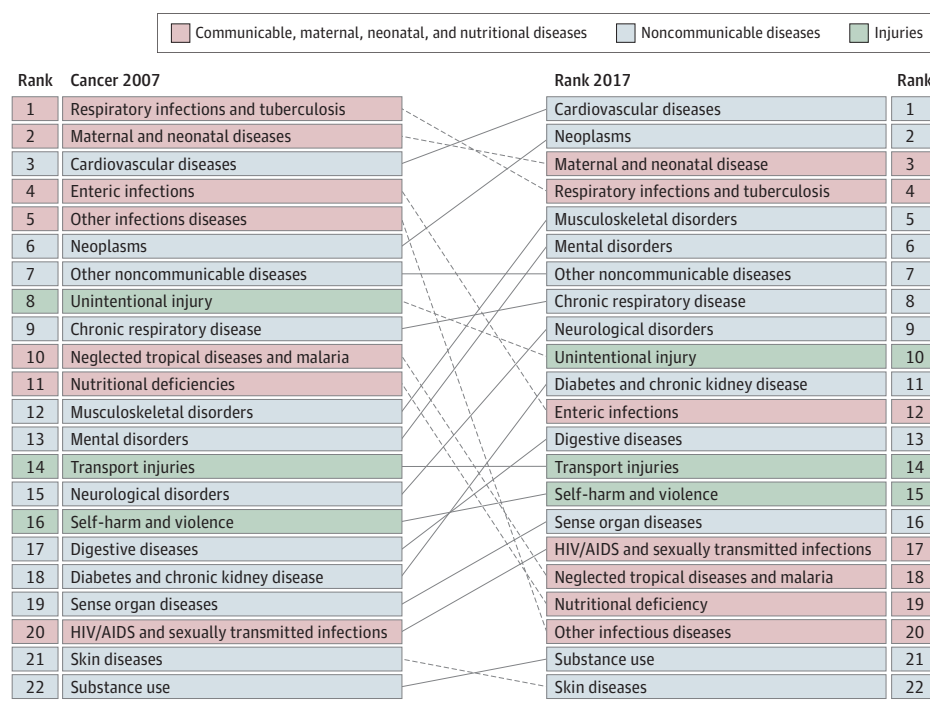 Communicable, maternal, neonatal, and nutritional diseases Noncommunicable diseases Injuries
Rank Cancer 2007 Rank 2017 Rank
1 Respiratory infections and tuberculosis Cardiovascular diseases 1
2 Maternal and neonatal diseases Neoplasms 2
3 Cardiovascular diseases Maternal and neonatal disease 3
4 Enteric infections Respiratory infections and tuberculosis 4
5 Other infections diseases Musculoskeletal disorders 5
6 Neoplasms Mental disorders 6
7 Other noncommunicable diseases Other noncommunicable diseases 7
8 Unintentional injury Chronic respiratory disease 8
9 Chronic respiratory disease Neurological disorders 9
10 Neglected tropical diseases and malaria Unintentional injury 10
11 Nutritional deficiencies Diabetes and chronic kidney disease 11
12 Musculoskeletal disorders Enteric infections 12
13 Mental disorders Digestive diseases 13
14 Transport injuries Transport injuries 14
15 Neurological disorders Self-harm and violence 15
16 Self-harm and violence Sense organ diseases 16
17 Digestive diseases HIV/AIDS and sexually transmitted infections 17
18 Diabetes and chronic kidney disease Neglected tropical diseases and malaria 18
19 Sense organ diseases Nutritional deficiency 19
20 HIV/AIDS and sexually transmitted infections Other infectious diseases 20
21 Skin diseases Substance use 21
22 Substance use Skin diseases 22